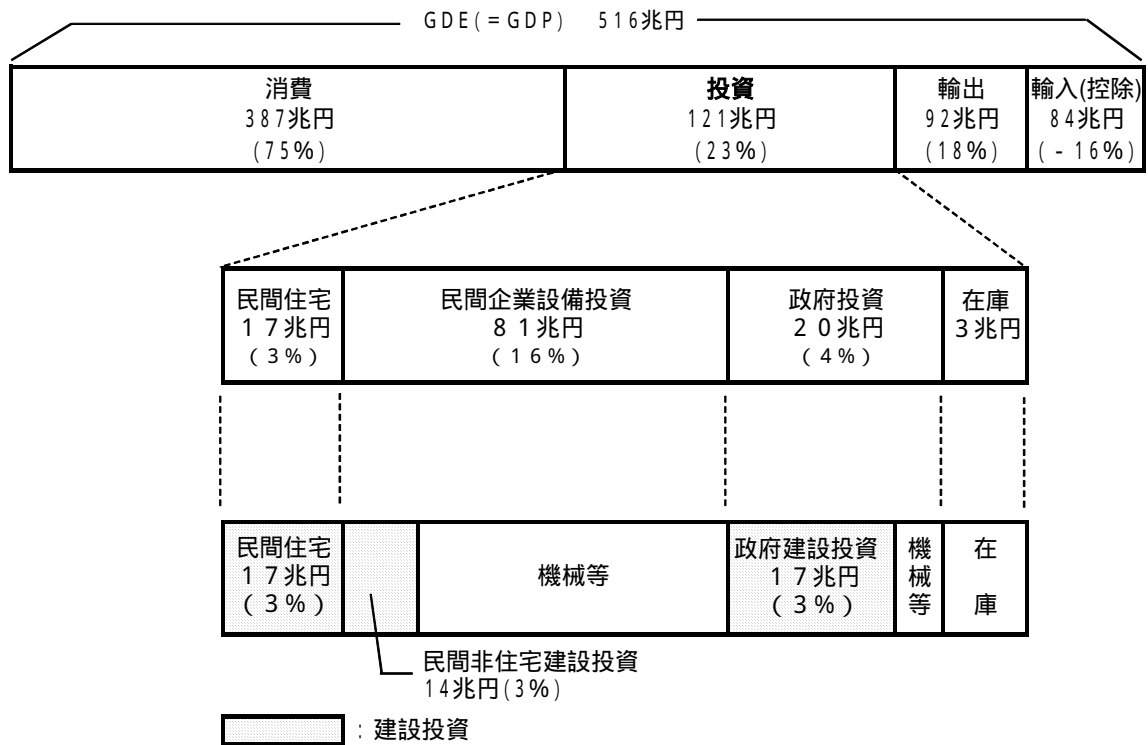 GDE(=GDP) 516兆円
消費
387兆円
(75%)
投資
121兆円
(23%)
輸出
92兆円
(18%)
輸入(控除)
84兆円
(-16%)
民間住宅
17兆円
(3%)
民間企業設備投資
81兆円
(16%)
政府投資
20兆円
(4%)
在庫
3兆円
民間住宅
17兆円
(3%)
機械等
政府建設投資
17兆円
(3%)
機械等
在庫
民間非住宅建設投資
14兆円(3%)
:建設投資